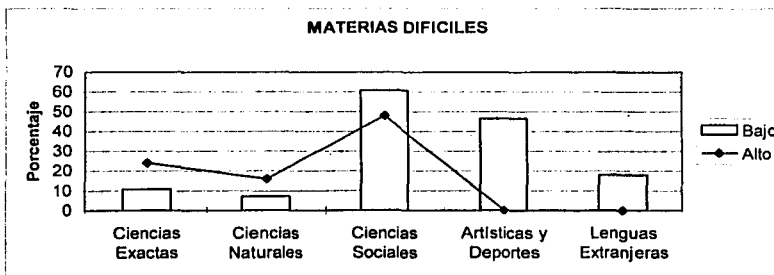 MATERIAS DIFICILES
Porcentaje
70
60
50
40
30
20
10
0
Ciencias Exactas
Ciencias Naturales
Ciencias Sociales
Artísticas y Deportes
Lenguas Extranjeras
Bajo
Alto